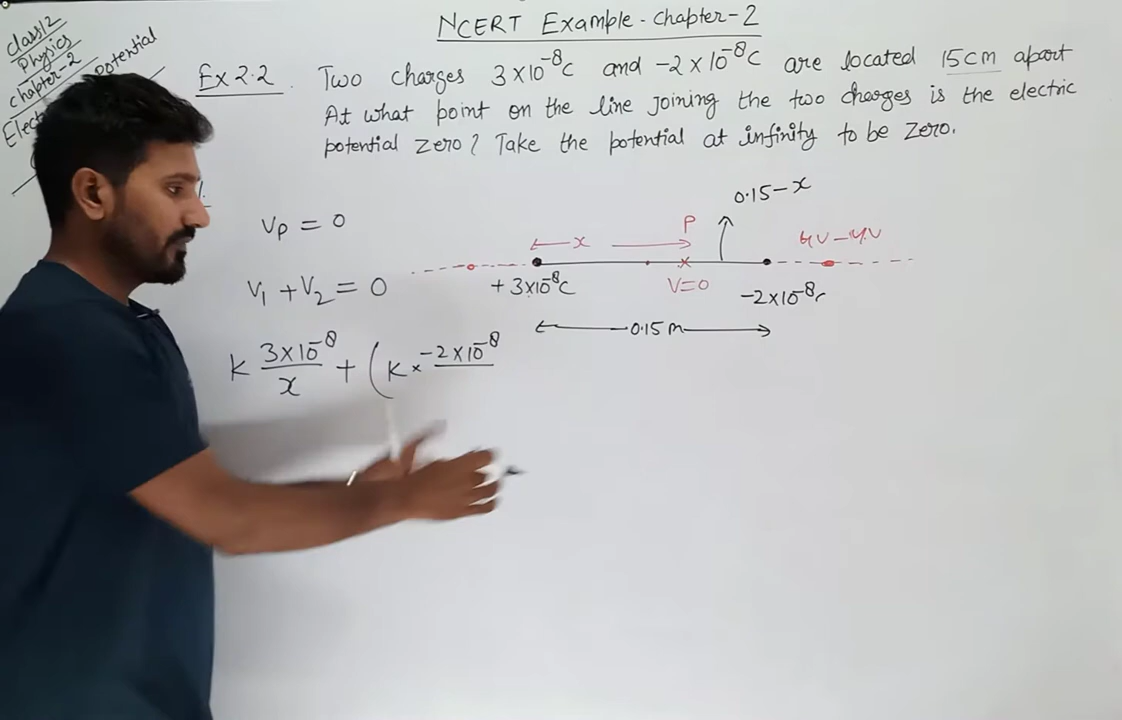 NCERT Example - Chapter-2
Class 12
Physics
chapter-2
Potential
Ex 2.2. Two charges 3×10⁻⁸C and -2×10⁻⁸C are located 15cm apart
At what point on the line joining the two charges is the electric
potential zero? Take the potential at infinity to be zero.
0.15-x
Vp = 0
x
P
4V-4V
V₁ + V₂ = 0
+3×10⁻⁸C
V=0
-2×10⁻⁸C
0.15m
K 3×10⁻⁸/x + (K × -2×10⁻⁸